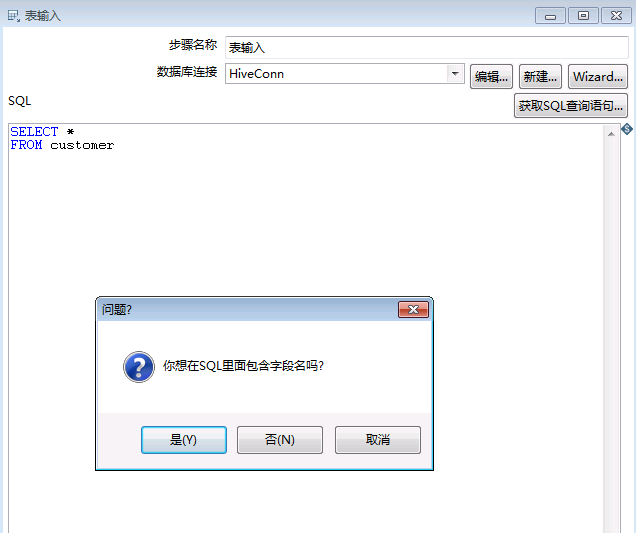 表输入
步骤名称 表输入
数据库连接 HiveConn 编辑... 新建... Wizard...
SQL 获取SQL查询语句...
SELECT *
FROM customer
问题?
你想在SQL里面包含字段名吗?
是(Y) 否(N) 取消